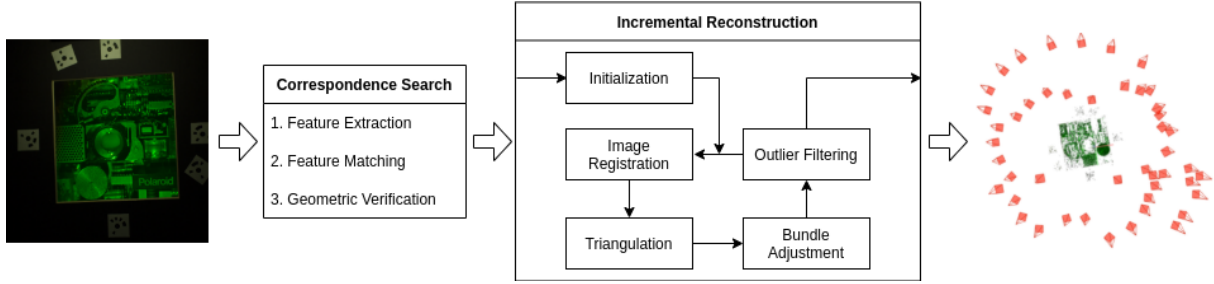 Polaroid
Correspondence Search
1. Feature Extraction
2. Feature Matching
3. Geometric Verification
Incremental Reconstruction
Initialization
Image
Registration
Outlier Filtering
Triangulation
Bundle
Adjustment